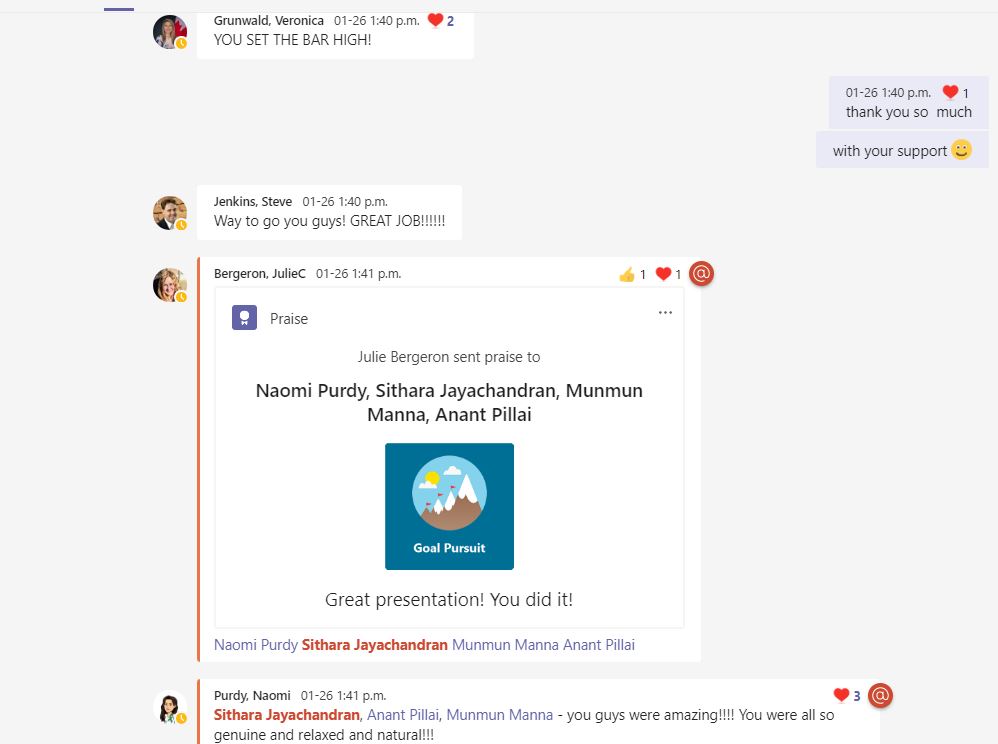 Grunwald, Veronica 01-26 1:40 p.m. 2
YOU SET THE BAR HIGH!
01-26 1:40 p.m. 1
thank you so much
with your support
Jenkins, Steve 01-26 1:40 p.m.
Way to go you guys! GREAT JOB!!!!!!
Bergeron, JulieC 01-26 1:41 p.m. 1 1 @
Praise ...
Julie Bergeron sent praise to
Naomi Purdy, Sithara Jayachandran, Munmun
Manna, Anant Pillai
Goal Pursuit
Great presentation! You did it!
Naomi Purdy Sithara Jayachandran Munmun Manna Anant Pillai
Purdy, Naomi 01-26 1:41 p.m. 3 @
Sithara Jayachandran, Anant Pillai, Munmun Manna - you guys were amazing!!!! You were all so
genuine and relaxed and natural!!!